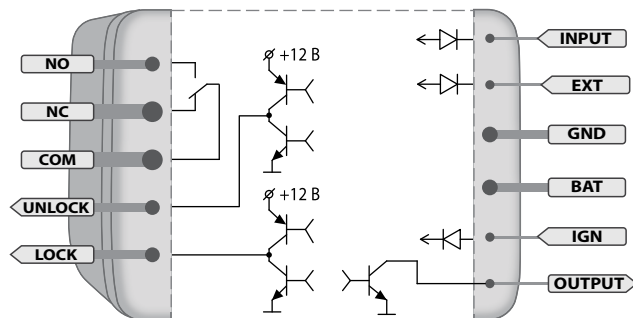 NO
NC
COM
UNLOCK
LOCK
+12 В
+12 В
INPUT
EXT
GND
BAT
IGN
OUTPUT